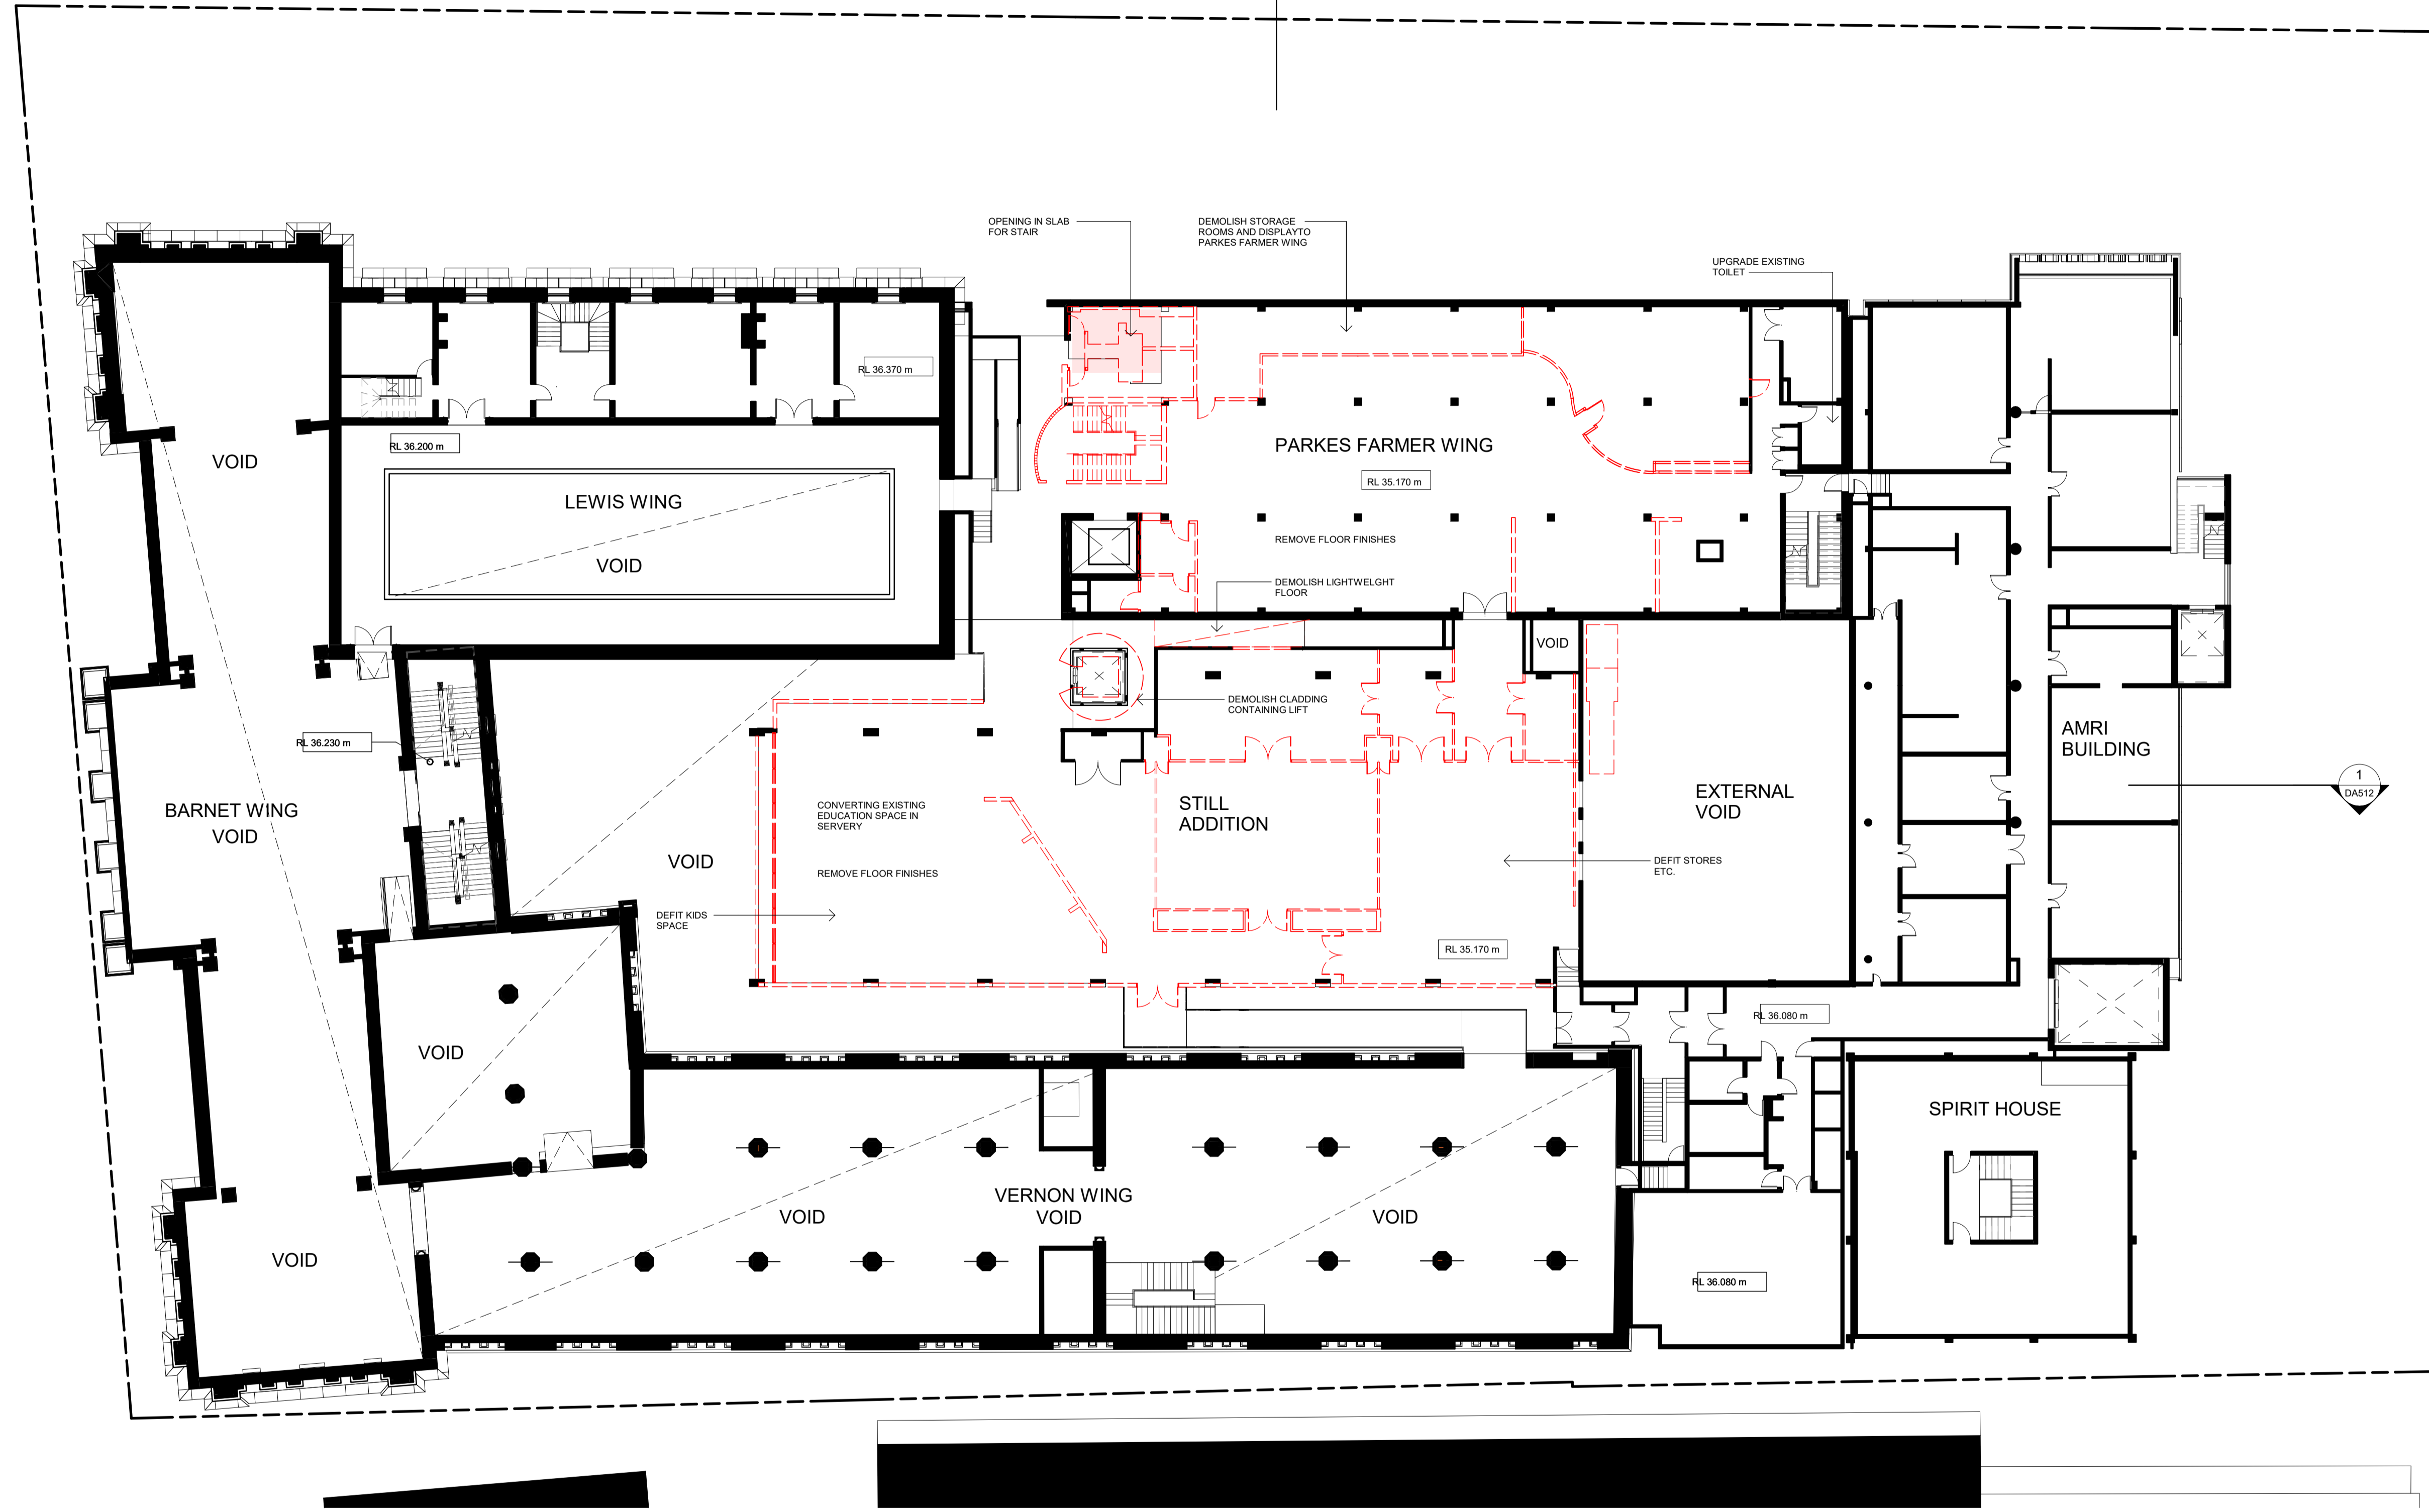 OPENING IN SLAB
FOR STAIR
DEMOLISH STORAGE
ROOMS AND DISPLAYTO
PARKES FARMER WING
UPGRADE EXISTING
TOILET
RL 36.370 m
RL 36.200 m
VOID
LEWIS WING
VOID
PARKES FARMER WING
RL 35.170 m
REMOVE FLOOR FINISHES
DEMOLISH LIGHTWELGHT
FLOOR
VOID
DEMOLISH CLADDING
CONTAINING LIFT
RL 36.230 m
AMRI
BUILDING
1
DA512
BARNET WING
VOID
CONVERTING EXISTING
EDUCATION SPACE IN
SERVERY
STILL
ADDITION
EXTERNAL
VOID
VOID
REMOVE FLOOR FINISHES
DEFIT STORES
ETC.
DEFIT KIDS
SPACE
RL 35.170 m
RL 36.080 m
VOID
SPIRIT HOUSE
VERNON WING
VOID
VOID
VOID
VOID
RL 36.080 m